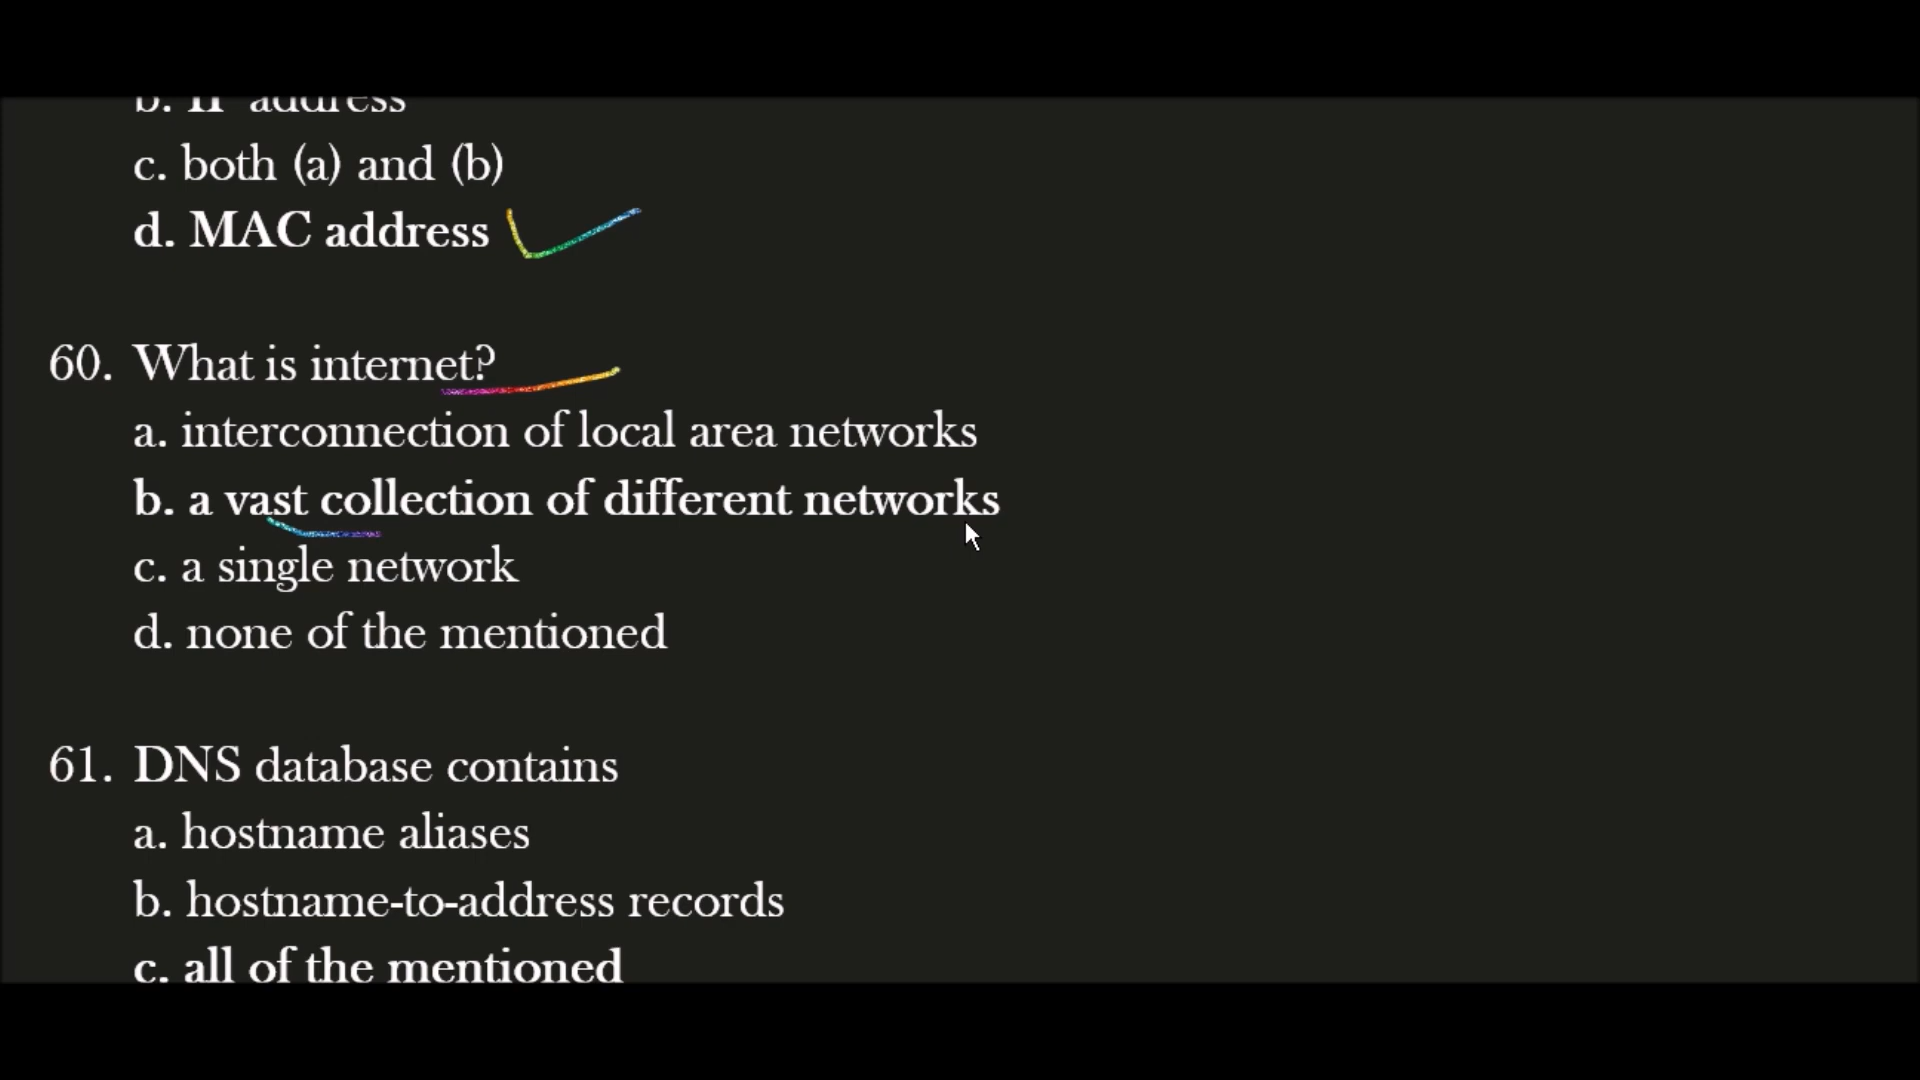 b. IP address
c. both (a) and (b)
d. MAC address
60. What is internet?
a. interconnection of local area networks
b. a vast collection of different networks
c. a single network
d. none of the mentioned
61. DNS database contains
a. hostname aliases
b. hostname-to-address records
c. all of the mentioned